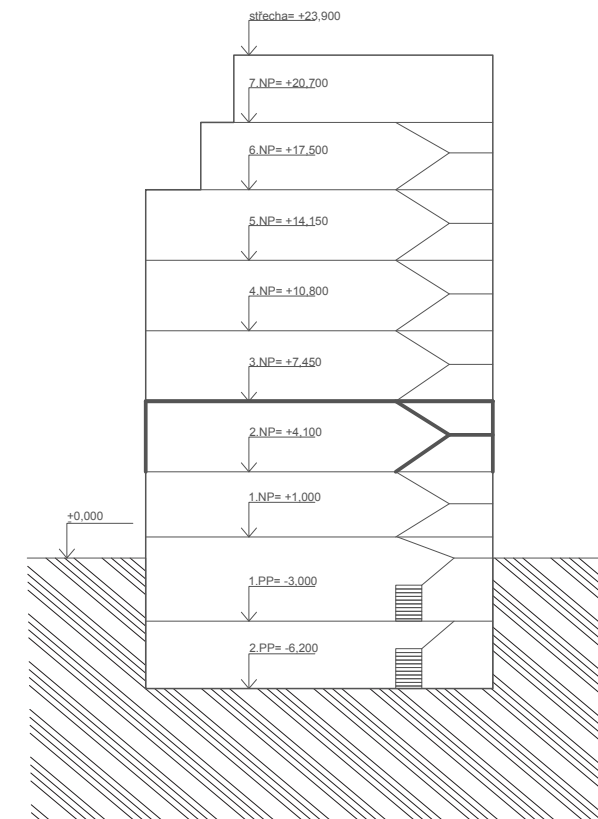 střecha= +23,900
7.NP= +20,700
6.NP= +17,500
5.NP= +14,150
4.NP= +10,800
3.NP= +7,450
2.NP= +4,100
1.NP= +1,000
+0,000
1.PP= -3,000
2.PP= -6,200